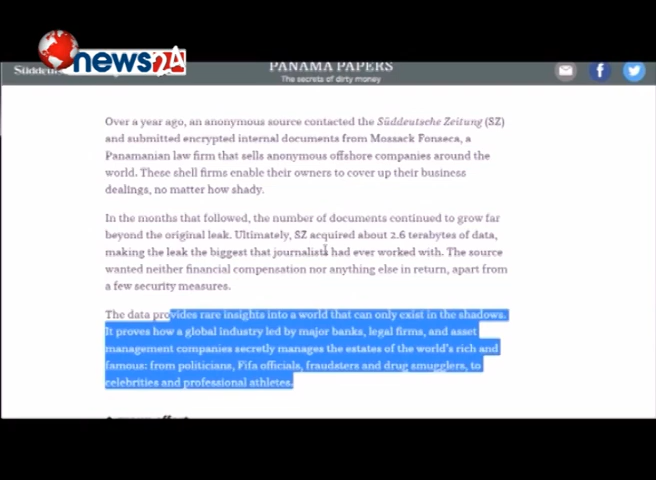 news24
Süddeut
PANAMA PAPERS
The secrets of dirty money
Over a year ago, an anonymous source contacted the Süddeutsche Zeitung (SZ)
and submitted encrypted internal documents from Mossack Fonseca, a
Panamanian law firm that sells anonymous offshore companies around the
world. These shell firms enable their owners to cover up their business
dealings, no matter how shady.
In the months that followed, the number of documents continued to grow far
beyond the original leak. Ultimately, SZ acquired about 2.6 terabytes of data,
making the leak the biggest that journalists had ever worked with. The source
wanted neither financial compensation nor anything else in return, apart from
a few security measures.
The data provides rare insights into a world that can only exist in the shadows.
It proves how a global industry led by major banks, legal firms, and asset
management companies secretly manages the estates of the world's rich and
famous: from politicians, Fifa officials, fraudsters and drug smugglers, to
celebrities and professional athletes.